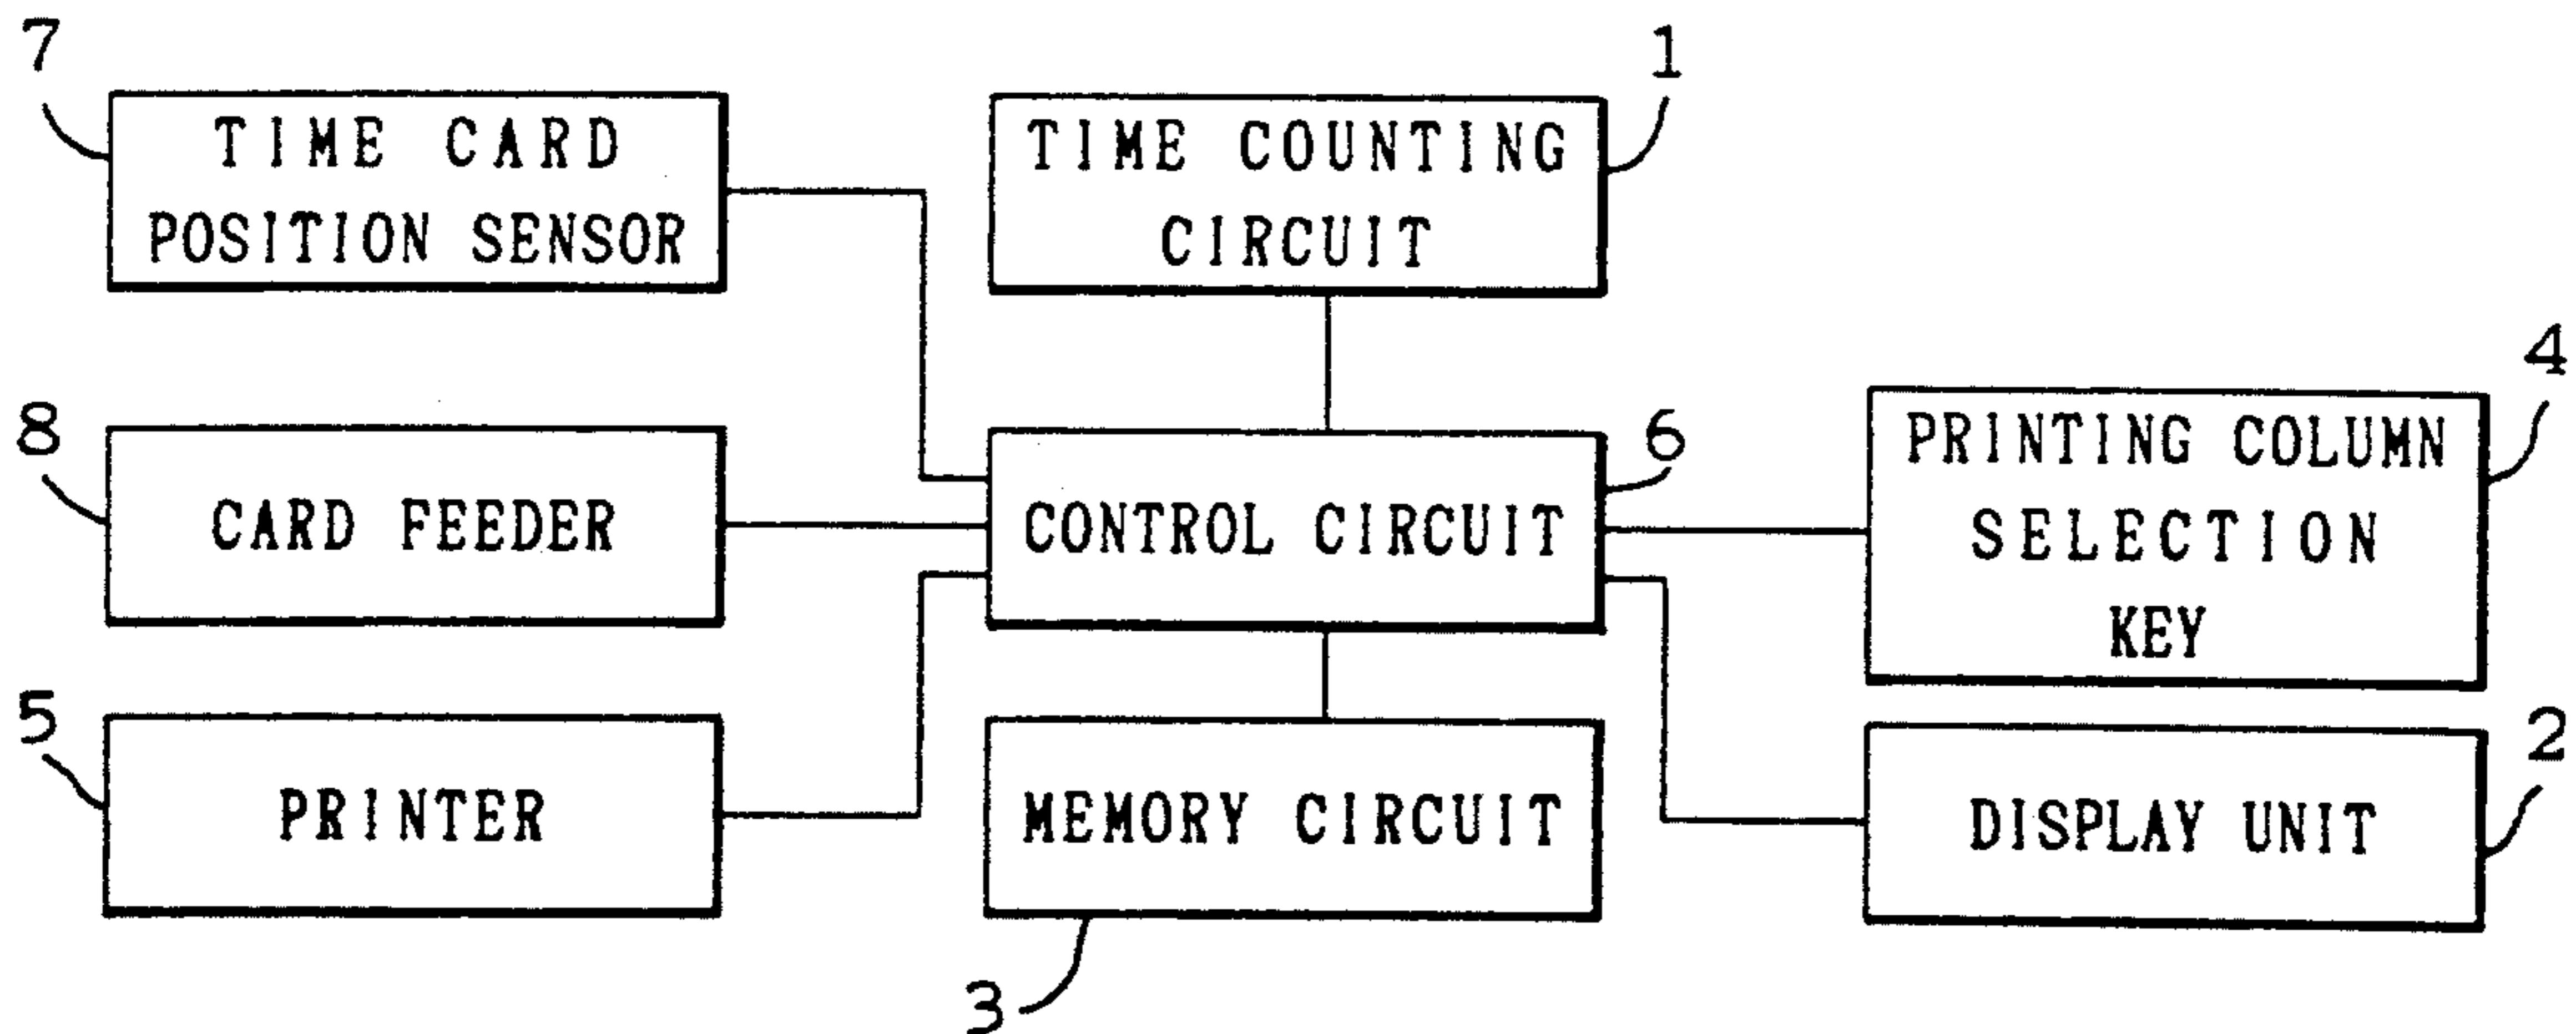 7
TIME CARD
POSITION SENSOR
1
TIME COUNTING
CIRCUIT
8
CARD FEEDER
6
CONTROL CIRCUIT
4
PRINTING COLUMN
SELECTION
KEY
5
PRINTER
3
MEMORY CIRCUIT
2
DISPLAY UNIT